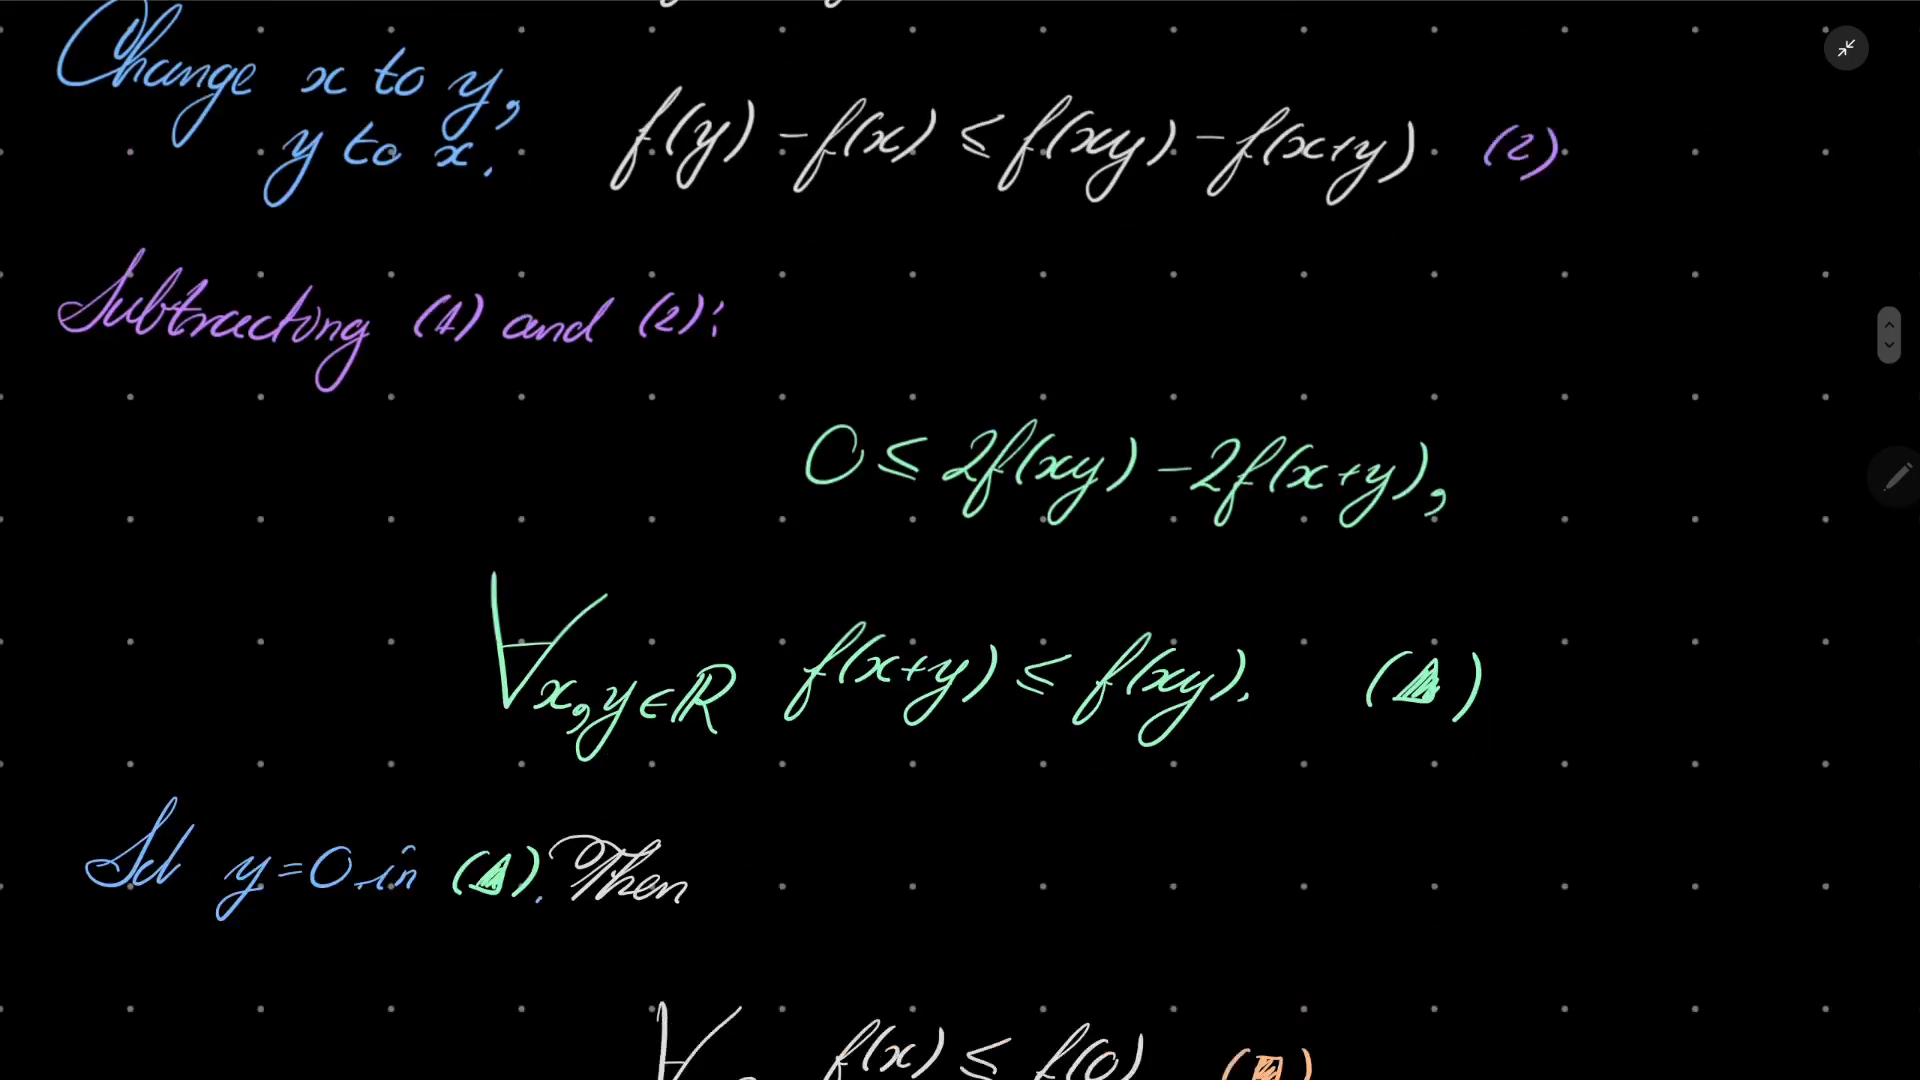 Change x to y,
y to x.
f(y) - f(x) ≤ f(xy) - f(x+y). (2)
Subtracting (1) and (2):
0 ≤ 2f(xy) - 2f(x+y),
∀x,y∈ℝ f(x+y) ≤ f(xy). (▲)
Set y=0 in (▲). Then
∀ f(x) ≤ f(0) (■)